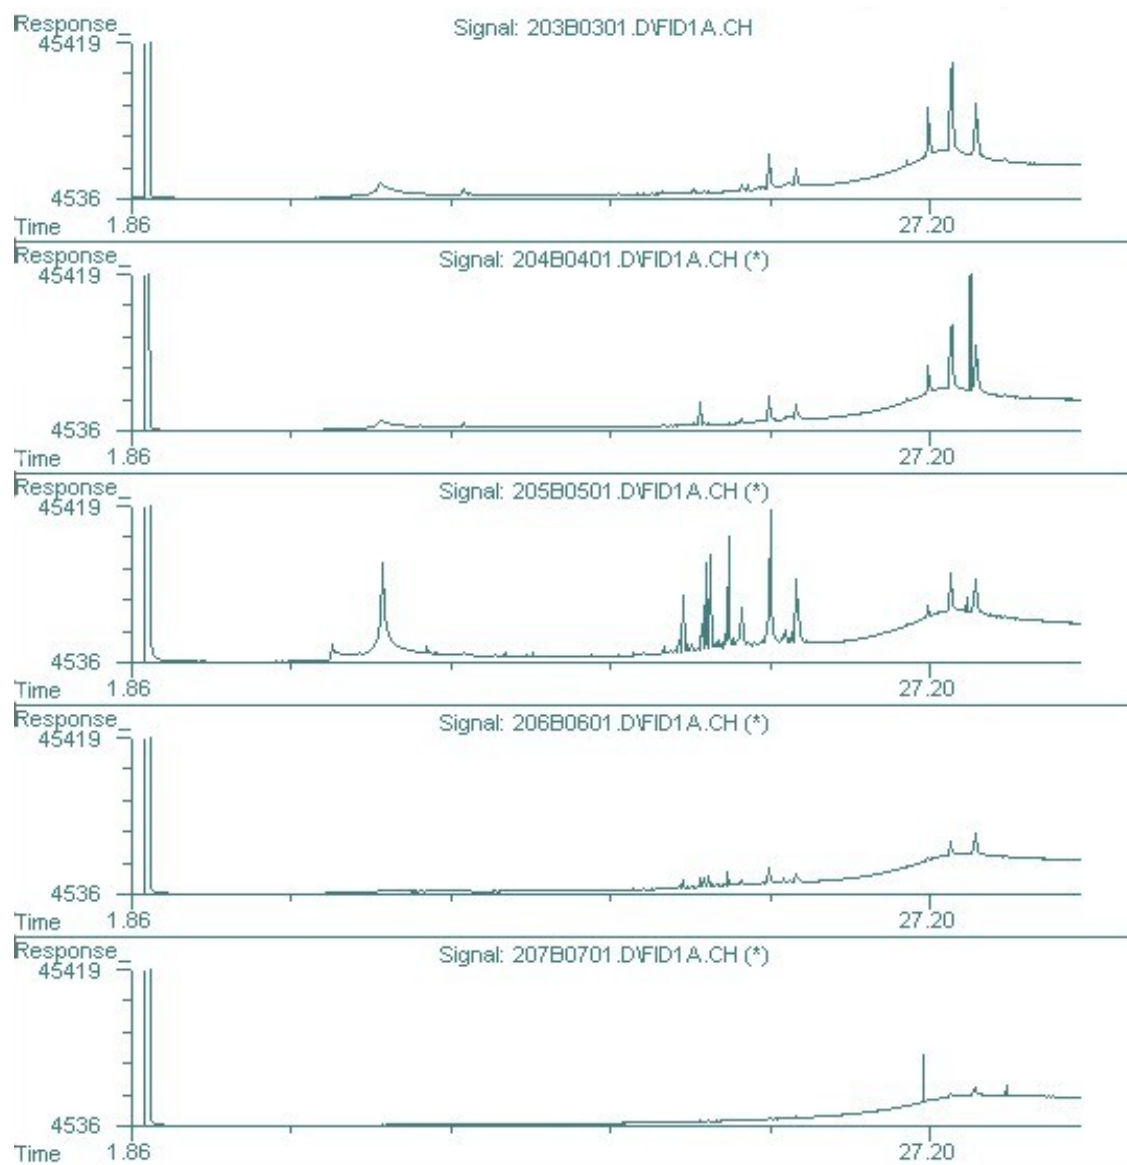 Response_
Signal: 203B0301.D\FID1A.CH
45419
4536
Time 1.86 27.20
Response_
Signal: 204B0401.D\FID1A.CH (*)
45419
4536
Time 1.86 27.20
Response_
Signal: 205B0501.D\FID1A.CH (*)
45419
4536
Time 1.86 27.20
Response_
Signal: 206B0601.D\FID1A.CH (*)
45419
4536
Time 1.86 27.20
Response_
Signal: 207B0701.D\FID1A.CH (*)
45419
4536
Time 1.86 27.20